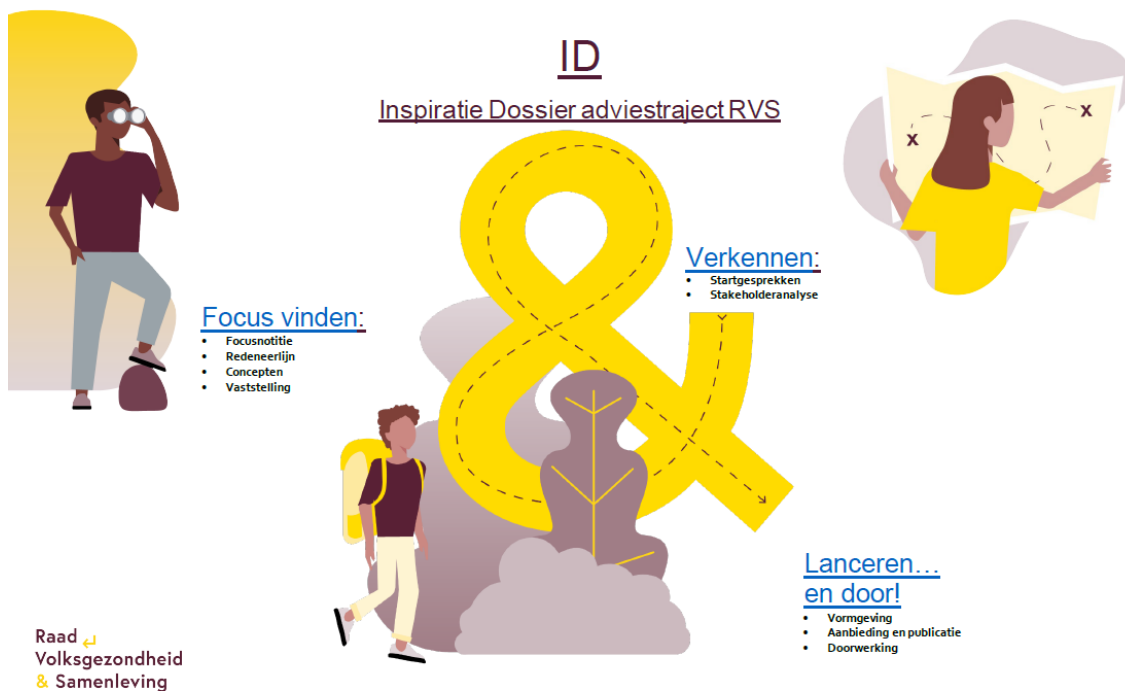 ID
Inspiratie Dossier adviestraject RVS
x
x
Verkennen:
• Startgesprekken
• Stakeholderanalyse
Focus vinden:
• Focusnotitie
• Redeneerlijn
• Concepten
• Vaststelling
Lanceren…
en door!
• Vormgeving
• Aanbieding en publicatie
• Doorwerking
Raad
Volksgezondheid
& Samenleving